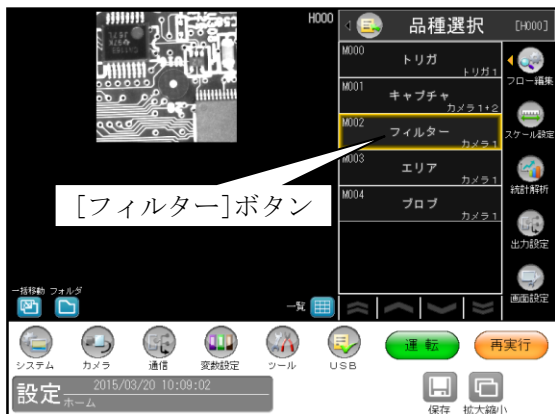 H000
品種選択
[H000]
M000
トリガ
トリガ1
M001
キャプチャ
カメラ1+2
M002
フィルター
カメラ1
M003
エリア
カメラ1
M004
ブロブ
カメラ1
フロー編集
スケール設定
統計解析
出力設定
画面設定
[フィルター]ボタン
一括移動 フォルダ
一覧
システム
カメラ
通信
変数設定
ツール
USB
運転
再実行
設定
2015/03/20 10:09:02
ホーム
保存
拡大縮小